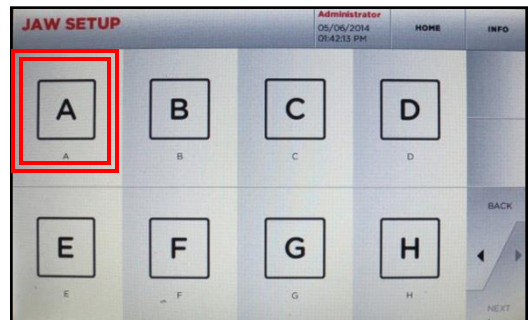 JAW SETUP
Administrator
05/06/2014
01:42:13 PM
HOME
INFO
A
B
C
D
A
B
C
D
BACK
E
F
G
H
E
F
G
H
NEXT